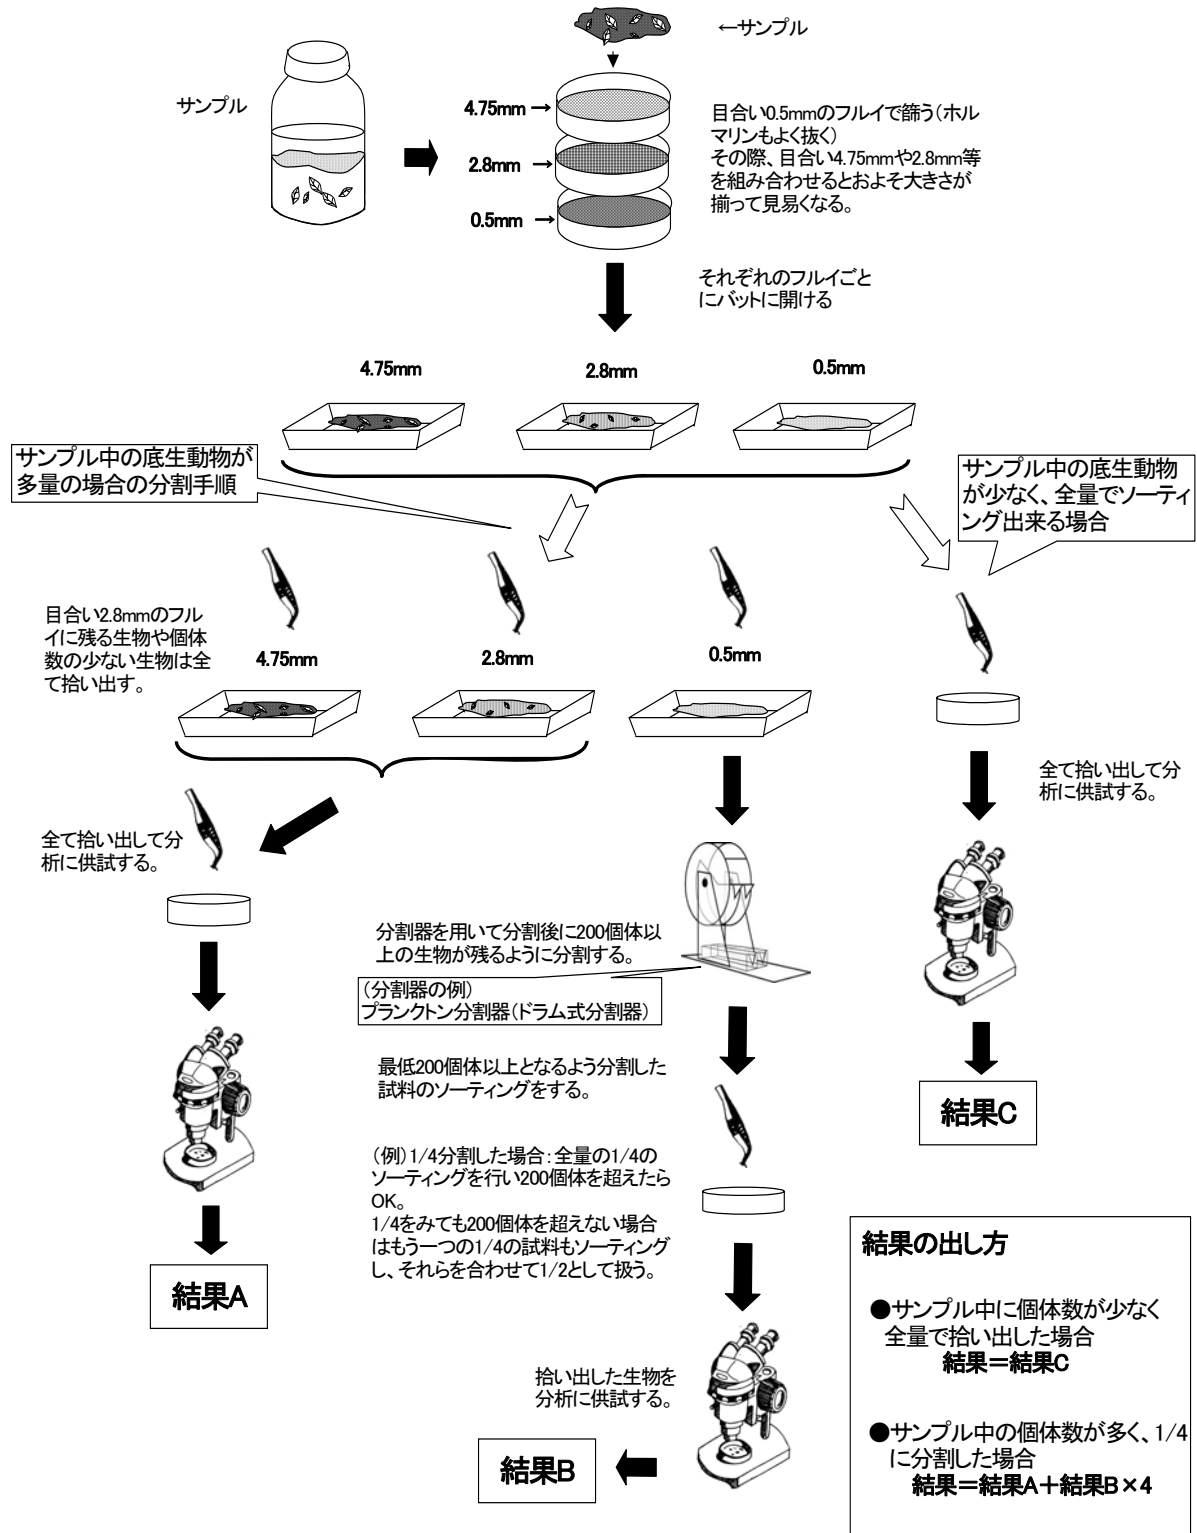 ←サンプル
サンプル
4.75mm →
2.8mm →
0.5mm →
目合い0.5mmのフルイで篩う(ホル
マリンもよく抜く)
その際、目合い4.75mmや2.8mm等
を組み合わせるとおよそ大きさが
揃って見易くなる。
それぞれのフルイごと
にバットに開ける
4.75mm
2.8mm
0.5mm
サンプル中の底生動物が
多量の場合の分割手順
サンプル中の底生動物
が少なく、全量でソーティ
ング出来る場合
目合い2.8mmのフル
イに残る生物や個体
数の少ない生物は全
て拾い出す。
4.75mm
2.8mm
0.5mm
全て拾い出して分
析に供試する。
全て拾い出して分
析に供試する。
分割器を用いて分割後に200個体以
上の生物が残るように分割する。
(分割器の例)
プランクトン分割器(ドラム式分割器)
最低200個体以上となるよう分割した
試料のソーティングをする。
(例)1/4分割した場合:全量の1/4の
ソーティングを行い200個体を超えたら
OK。
1/4をみても200個体を超えない場合
はもう一つの1/4の試料もソーティング
し、それらを合わせて1/2として扱う。
結果C
結果A
拾い出した生物を
分析に供試する。
結果B
結果の出し方
●サンプル中に個体数が少なく
全量で拾い出した場合
結果=結果C
●サンプル中の個体数が多く、1/4
に分割した場合
結果=結果A+結果B×4